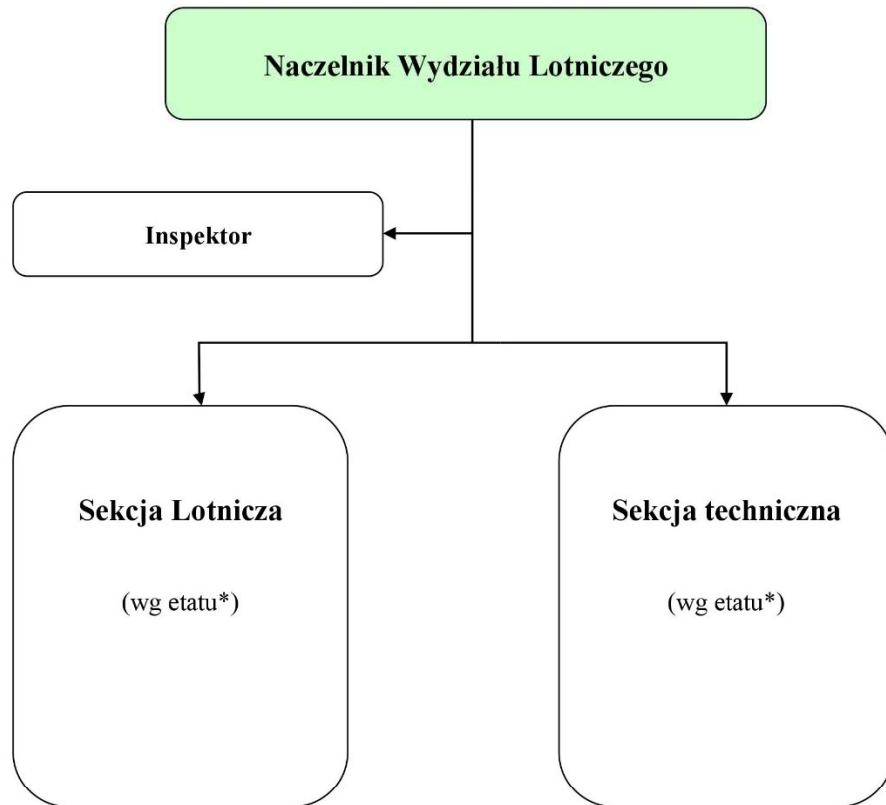 Naczelnik Wydziału Lotniczego
Inspektor
Sekcja Lotnicza
(wg etatu*)
Sekcja techniczna
(wg etatu*)